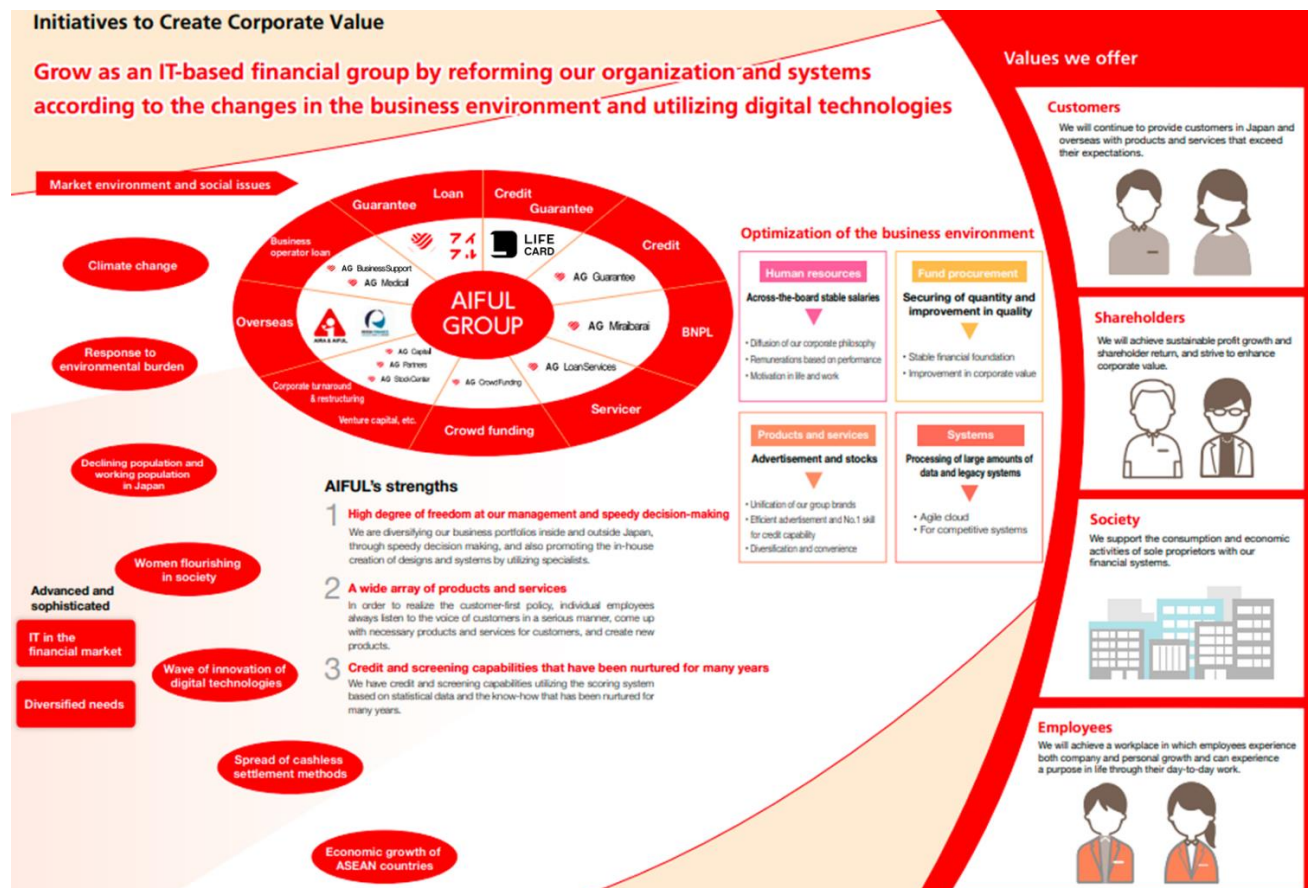 Initiatives to Create Corporate Value
Grow as an IT-based financial group by reforming our organization and systems
according to the changes in the business environment and utilizing digital technologies
Market environment and social issues
Climate change
Response to
environmental burden
Declining population and
working population
in Japan
Women flourishing
in society
Advanced and
sophisticated
IT in the
financial market
Diversified needs
Wave of innovation of
digital technologies
Spread of cashless
settlement methods
Economic growth of
ASEAN countries
Loan
Guarantee
Credit
Guarantee
Business
operator loan
Credit
Overseas
BNPL
Corporate turnaround
& restructuring
Venture capital, etc.
Crowd funding
Servicer
アイ
フル
LIFE
CARD
AG BusinessSupport
AG Medical
AG Guarantee
AIFUL
GROUP
AIRA & AIFUL
AG Miraibarai
AG Capital
AG Partners
AG StockCenter
AG CrowdFunding
AG LoanServices
AIFUL's strengths
1 High degree of freedom at our management and speedy decision-making
We are diversifying our business portfolios inside and outside Japan,
through speedy decision making, and also promoting the in-house
creation of designs and systems by utilizing specialists.
2 A wide array of products and services
In order to realize the customer-first policy, individual employees
always listen to the voice of customers in a serious manner, come up
with necessary products and services for customers, and create new
products.
3 Credit and screening capabilities that have been nurtured for many years
We have credit and screening capabilities utilizing the scoring system
based on statistical data and the know-how that has been nurtured for
many years.
Optimization of the business environment
Human resources
Across-the-board stable salaries
• Diffusion of our corporate philosophy
• Remunerations based on performance
• Motivation in life and work
Fund procurement
Securing of quantity and
improvement in quality
• Stable financial foundation
• Improvement in corporate value
Products and services
Advertisement and stocks
• Unification of our group brands
• Efficient advertisement and No.1 skill
for credit capability
• Diversification and convenience
Systems
Processing of large amounts of
data and legacy systems
• Agile cloud
• For competitive systems
Values we offer
Customers
We will continue to provide customers in Japan and
overseas with products and services that exceed
their expectations.
Shareholders
We will achieve sustainable profit growth and
shareholder return, and strive to enhance
corporate value.
Society
We support the consumption and economic
activities of sole proprietors with our
financial systems.
Employees
We will achieve a workplace in which employees experience
both company and personal growth and can experience
a purpose in life through their day-to-day work.